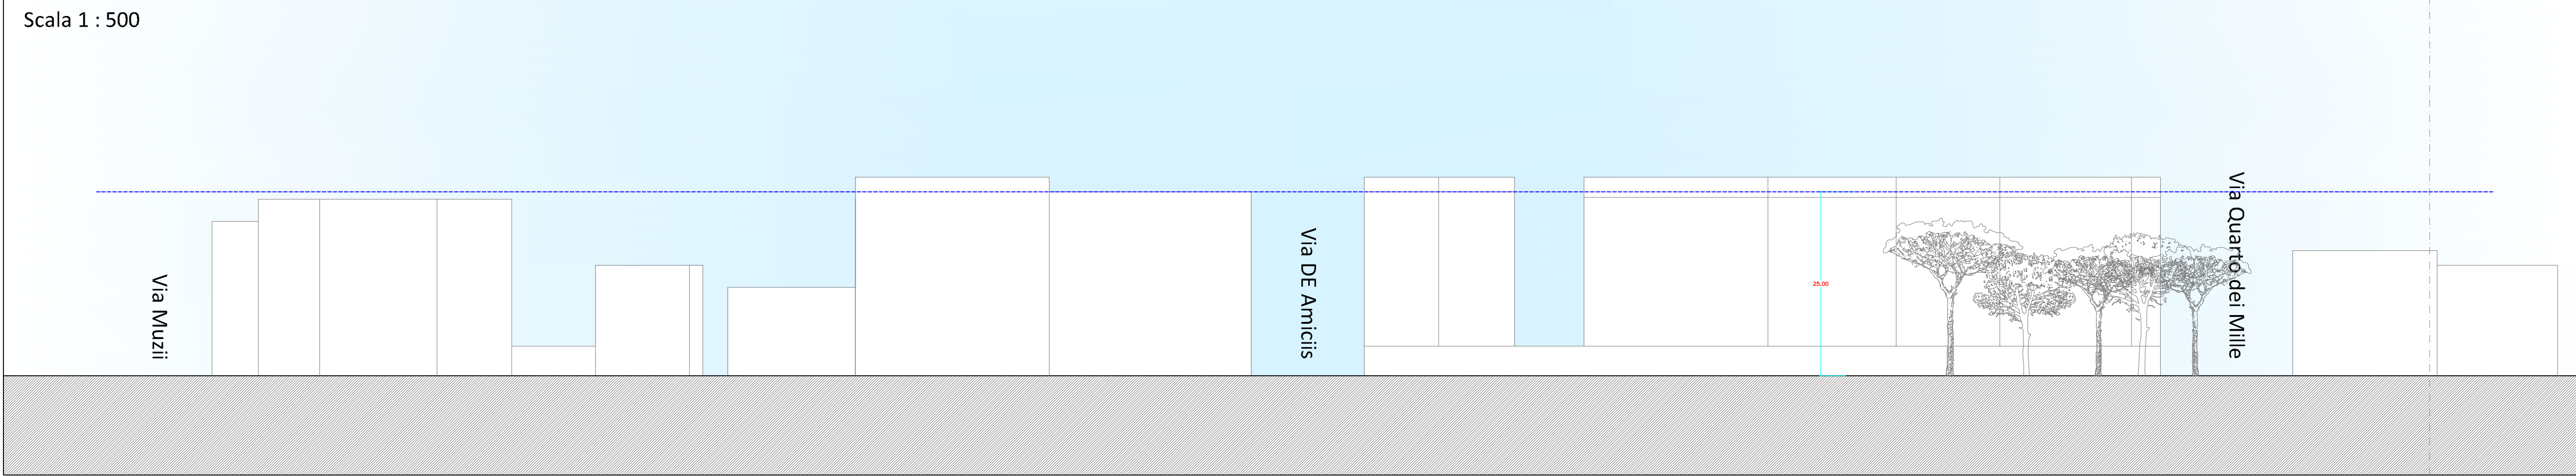 Scala 1 : 500
Via Muzii
Via DE Amiciis
25.00
Via Quarto dei Mille